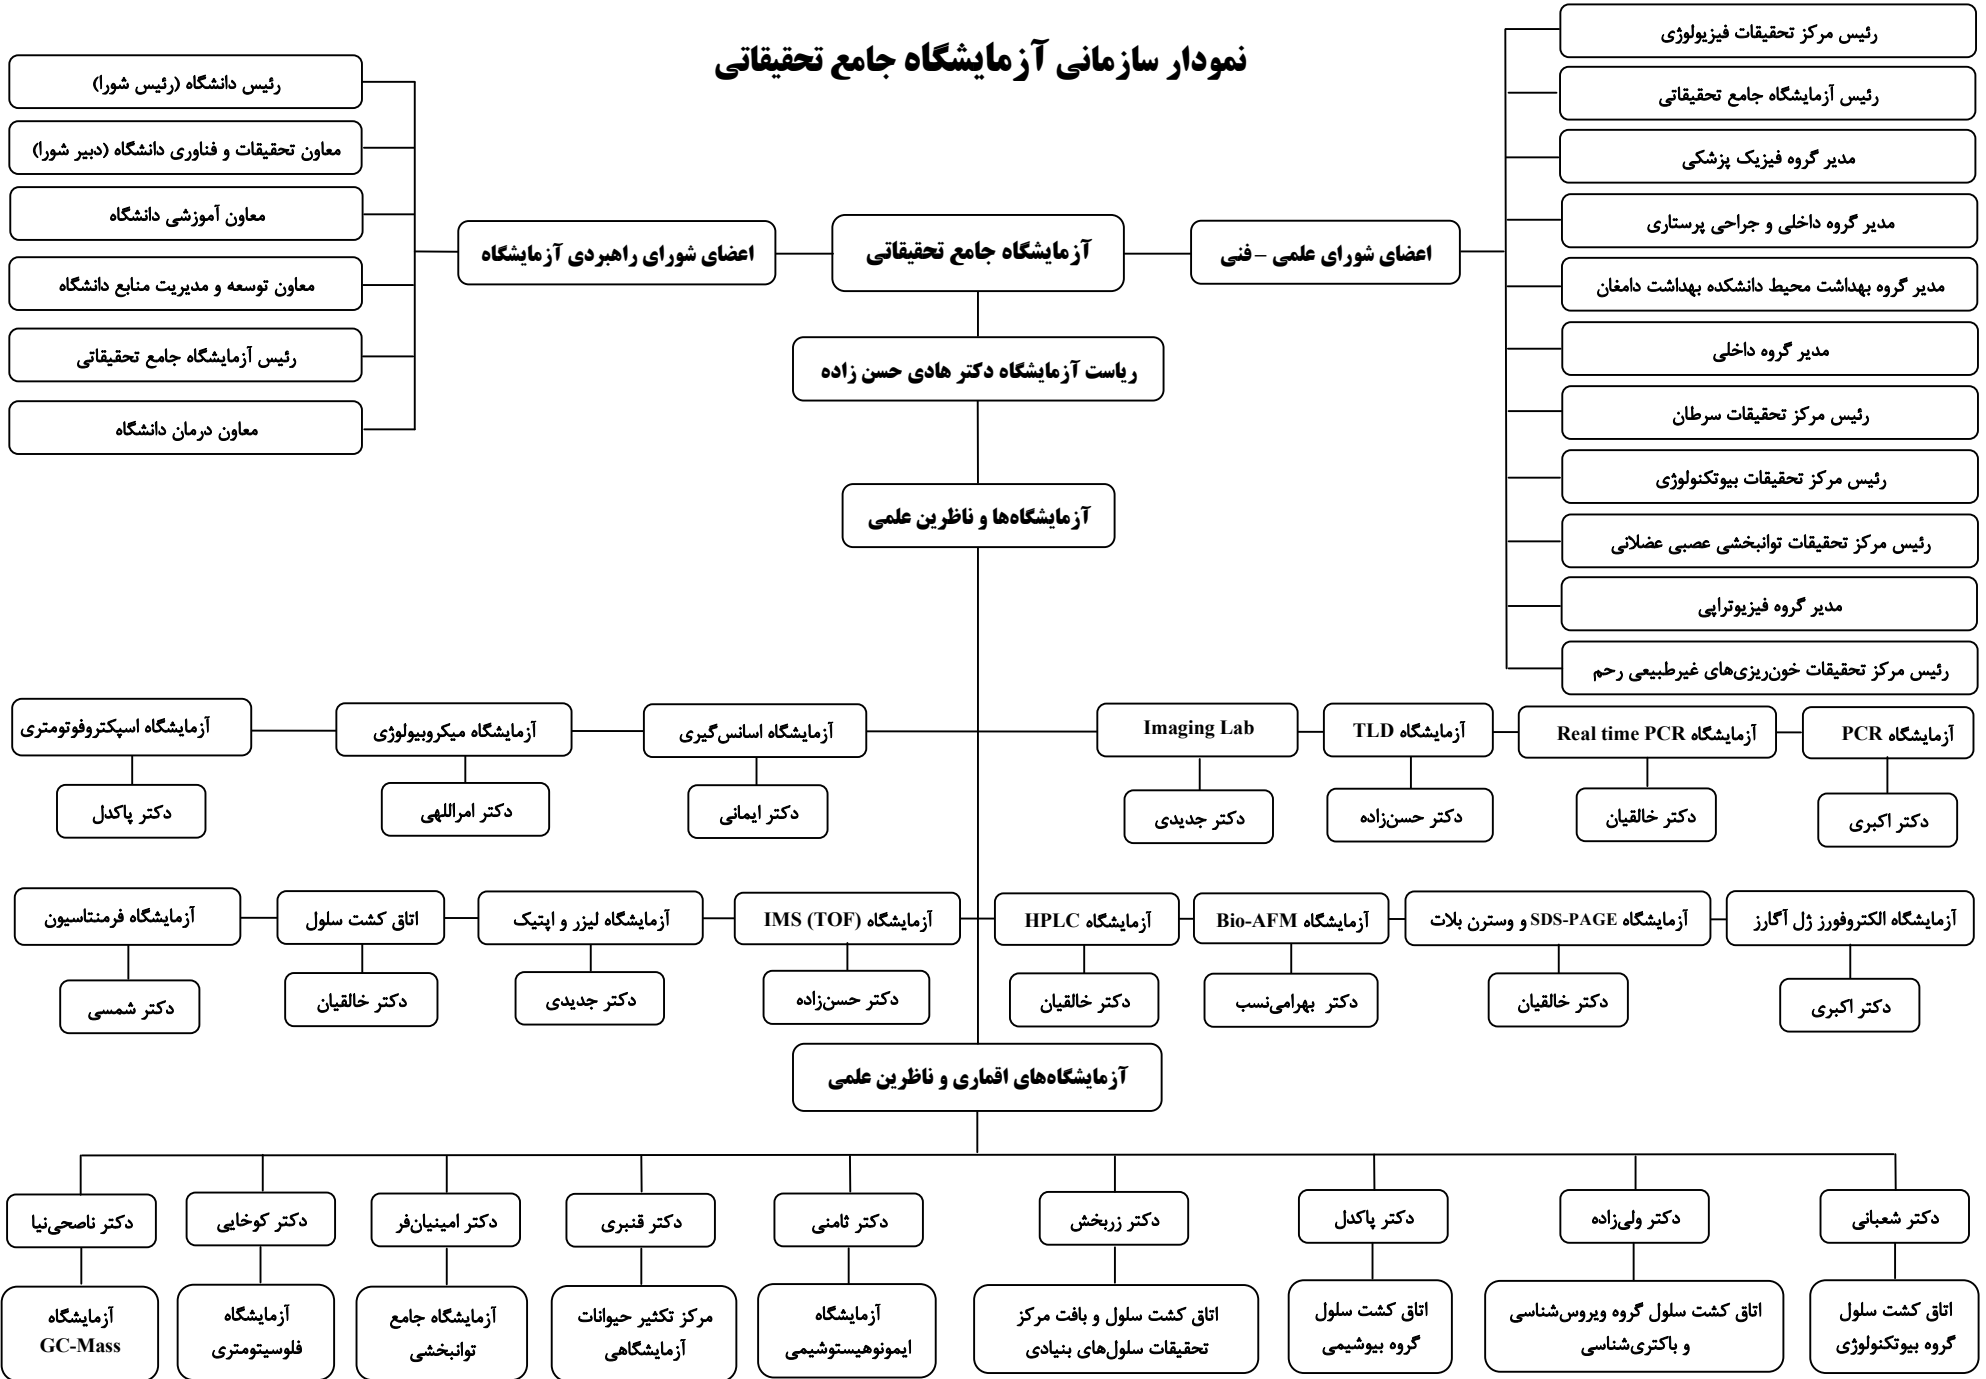 نمودار سازمانی آزمایشگاه جامع تحقیقاتی
رئیس مرکز تحقیقات فیزیولوژی
رئیس آزمایشگاه جامع تحقیقاتی
مدیر گروه فیزیک پزشکی
مدیر گروه داخلی و جراحی پرستاری
مدیر گروه بهداشت محیط دانشکده بهداشت دامغان
مدیر گروه داخلی
رئیس مرکز تحقیقات سرطان
رئیس مرکز تحقیقات بیوتکنولوژی
رئیس مرکز تحقیقات توانبخشی عصبی عضلانی
مدیر گروه فیزیوتراپی
رئیس مرکز تحقیقات خون‌ریزی‌های غیرطبیعی رحم
اعضای شورای علمی – فنی
آزمایشگاه جامع تحقیقاتی
اعضای شورای راهبردی آزمایشگاه
رئیس دانشگاه (رئیس شورا)
معاون تحقیقات و فناوری دانشگاه (دبیر شورا)
معاون آموزشی دانشگاه
معاون توسعه و مدیریت منابع دانشگاه
رئیس آزمایشگاه جامع تحقیقاتی
معاون درمان دانشگاه
ریاست آزمایشگاه دکتر هادی حسن زاده
آزمایشگاه‌ها و ناظرین علمی
آزمایشگاه PCR
آزمایشگاه Real time PCR
آزمایشگاه TLD
Imaging Lab
آزمایشگاه اسانس‌گیری
آزمایشگاه میکروبیولوژی
آزمایشگاه اسپکتروفوتومتری
دکتر اکبری
دکتر خالقیان
دکتر حسن‌زاده
دکتر جدیدی
دکتر ایمانی
دکتر امراللهی
دکتر پاکدل
آزمایشگاه الکتروفورز ژل آگارز
آزمایشگاه SDS-PAGE و وسترن بلات
آزمایشگاه Bio-AFM
آزمایشگاه HPLC
آزمایشگاه IMS (TOF)
آزمایشگاه لیزر و اپتیک
اتاق کشت سلول
آزمایشگاه فرمنتاسیون
دکتر اکبری
دکتر خالقیان
دکتر بهرامی‌نسب
دکتر خالقیان
دکتر حسن‌زاده
دکتر جدیدی
دکتر خالقیان
دکتر شمسی
آزمایشگاه‌های اقماری و ناظرین علمی
دکتر شعبانی
دکتر ولی‌زاده
دکتر پاکدل
دکتر زربخش
دکتر ثامنی
دکتر قنبری
دکتر امینیان‌فر
دکتر کوخایی
دکتر ناصحی‌نیا
اتاق کشت سلول
گروه بیوتکنولوژی
اتاق کشت سلول گروه ویروس‌شناسی
و باکتری‌شناسی
اتاق کشت سلول
گروه بیوشیمی
اتاق کشت سلول و بافت مرکز
تحقیقات سلول‌های بنیادی
آزمایشگاه
ایمونوهیستوشیمی
مرکز تکثیر حیوانات
آزمایشگاهی
آزمایشگاه جامع
توانبخشی
آزمایشگاه
فلوسیتومتری
آزمایشگاه
GC-Mass